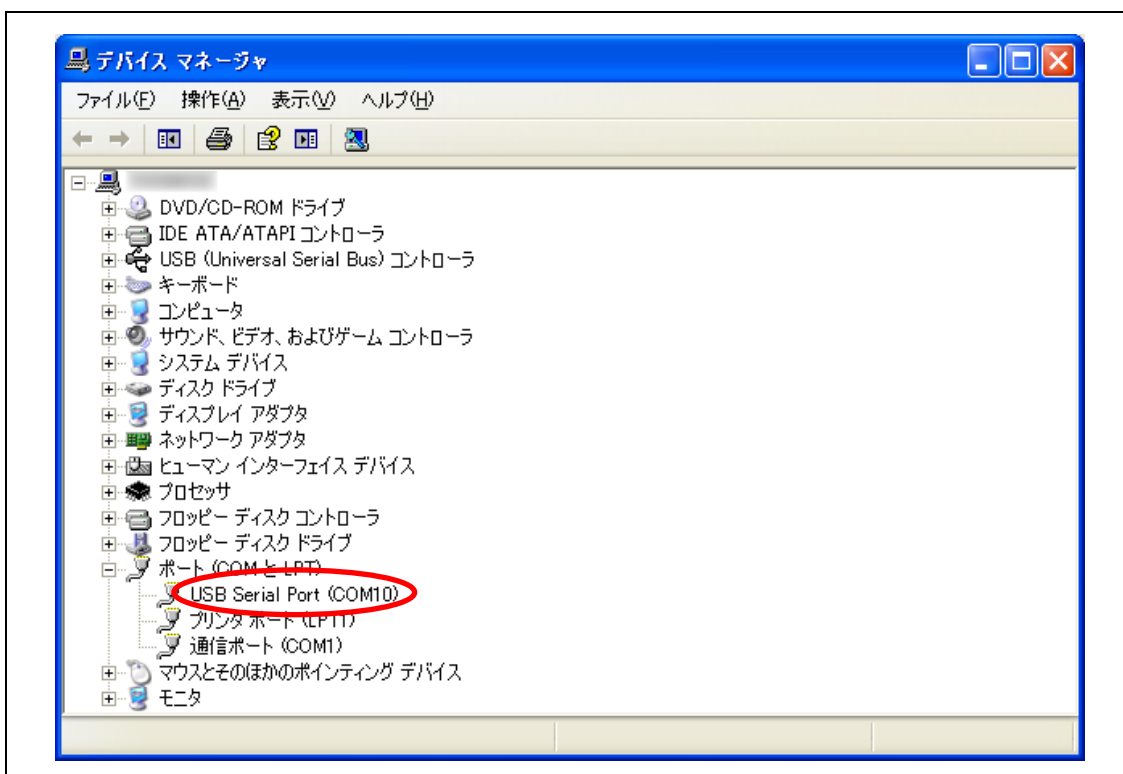 デバイス マネージャ
ファイル(F) 操作(A) 表示(V) ヘルプ(H)
DVD/CD-ROM ドライブ
IDE ATA/ATAPI コントローラ
USB (Universal Serial Bus) コントローラ
キーボード
コンピュータ
サウンド、ビデオ、およびゲーム コントローラ
システム デバイス
ディスク ドライブ
ディスプレイ アダプタ
ネットワーク アダプタ
ヒューマン インターフェイス デバイス
プロセッサ
フロッピー ディスク コントローラ
フロッピー ディスク ドライブ
ポート (COM と LPT)
USB Serial Port (COM10)
プリンタ ポート (LPT1)
通信ポート (COM1)
マウスとそのほかのポインティング デバイス
モニタ